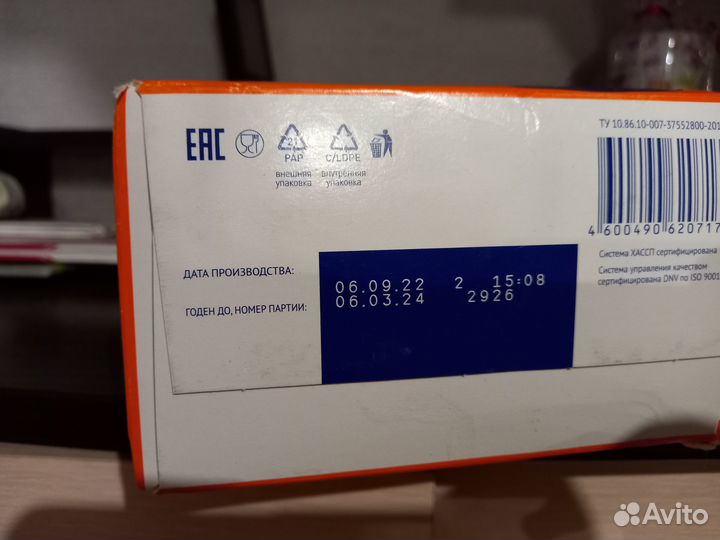 ТУ 10.86.10-007-37552800-201
EAC
21
PAP
C/LDPE
внешняя
упаковка
внутренняя
упаковка
4 600490 620717
Система ХАССП сертифицирована
Система управления качеством
сертифицирована DNV по ISO 9001
ДАТА ПРОИЗВОДСТВА:
06.09.22 2 15:08
ГОДЕН ДО, НОМЕР ПАРТИИ:
06.03.24 2926
Avito